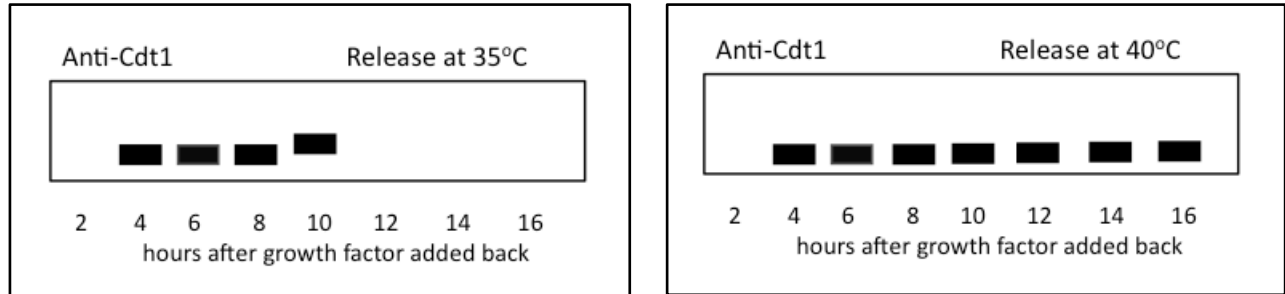 Anti-Cdt1 Release at 35°C
2 4 6 8 10 12 14 16
hours after growth factor added back
Anti-Cdt1 Release at 40°C
2 4 6 8 10 12 14 16
hours after growth factor added back